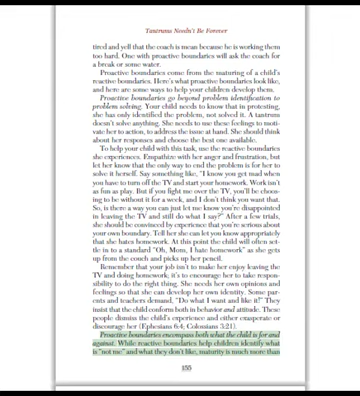 Tantrums Needn't Be Forever
tired and yell that the coach is mean because he is working them
too hard. One with proactive boundaries will ask the coach for
a break or some water.
Proactive boundaries come from the maturing of a child's
reactive boundaries. Here's what proactive boundaries look like,
and here are some ways to help your children develop them.
Proactive boundaries go beyond problem identification to
problem solving. Your child needs to know that in protesting,
she has only identified the problem, not solved it. A tantrum
doesn't solve anything. She needs to use these feelings to moti-
vate her to action, to address the issue at hand. She should think
about her responses and choose the best one available.
To help your child with this task, use the reactive boundaries
she experiences. Empathize with her anger and frustration, but
let her know that the only way to end the problem is for her to
solve it herself. Say something like, "I know you get mad when
you have to turn off the TV and start your homework. Work isn't
as fun as play. But if you fight me over the TV, you'll be choos-
ing to be without it for a week, and I don't think you want that.
So, is there a way you can just let me know you're disappointed
in leaving the TV and still do what I say?" After a few trials,
she should be convinced by experience that you're serious about
your own boundary. Tell her she can let you know appropriately
that she hates homework. At this point the child will often set-
tle in to a standard "Oh, Mom, I hate homework" as she gets
up from the couch and picks up her pencil.
Remember that your job isn't to make her enjoy leaving the
TV and doing homework; it's to encourage her to take respon-
sibility to do the right thing. She needs her own opinions and
feelings so that she can develop her own identity. Some par-
ents and teachers demand, "Do what I want and like it!" They
insist that the child conform both in behavior and attitude. These
people dismiss the child's experience and either exasperate or
discourage her (Ephesians 6:4; Colossians 3:21).
Proactive boundaries encompass both what the child is for and
against. While reactive boundaries help children identify what
is "not me" and what they don't like, maturity is much more than
155